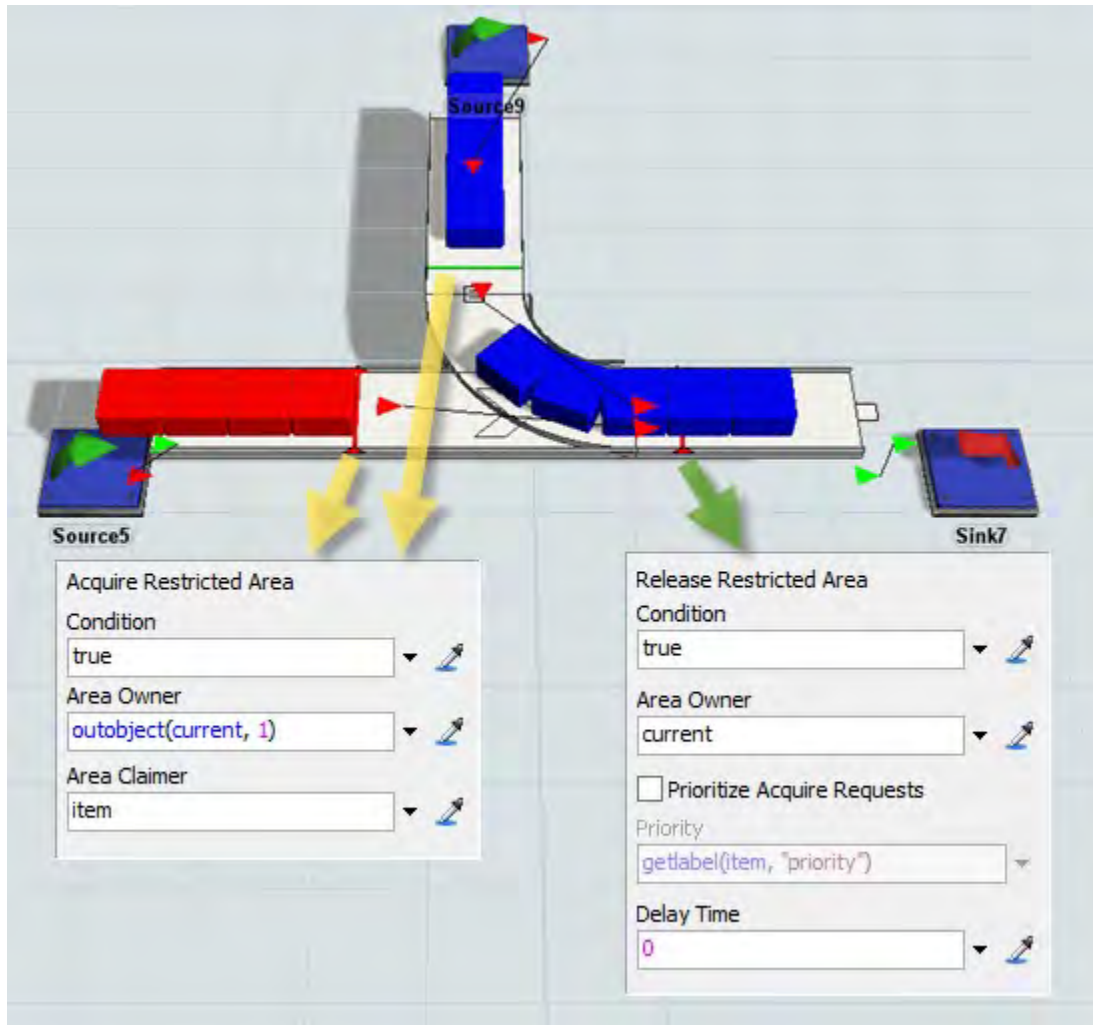 Source9
Source5
Sink7
Acquire Restricted Area
Condition
true
Area Owner
outobject(current, 1)
Area Claimer
item
Release Restricted Area
Condition
true
Area Owner
current
Prioritize Acquire Requests
Priority
getlabel(item, "priority")
Delay Time
0